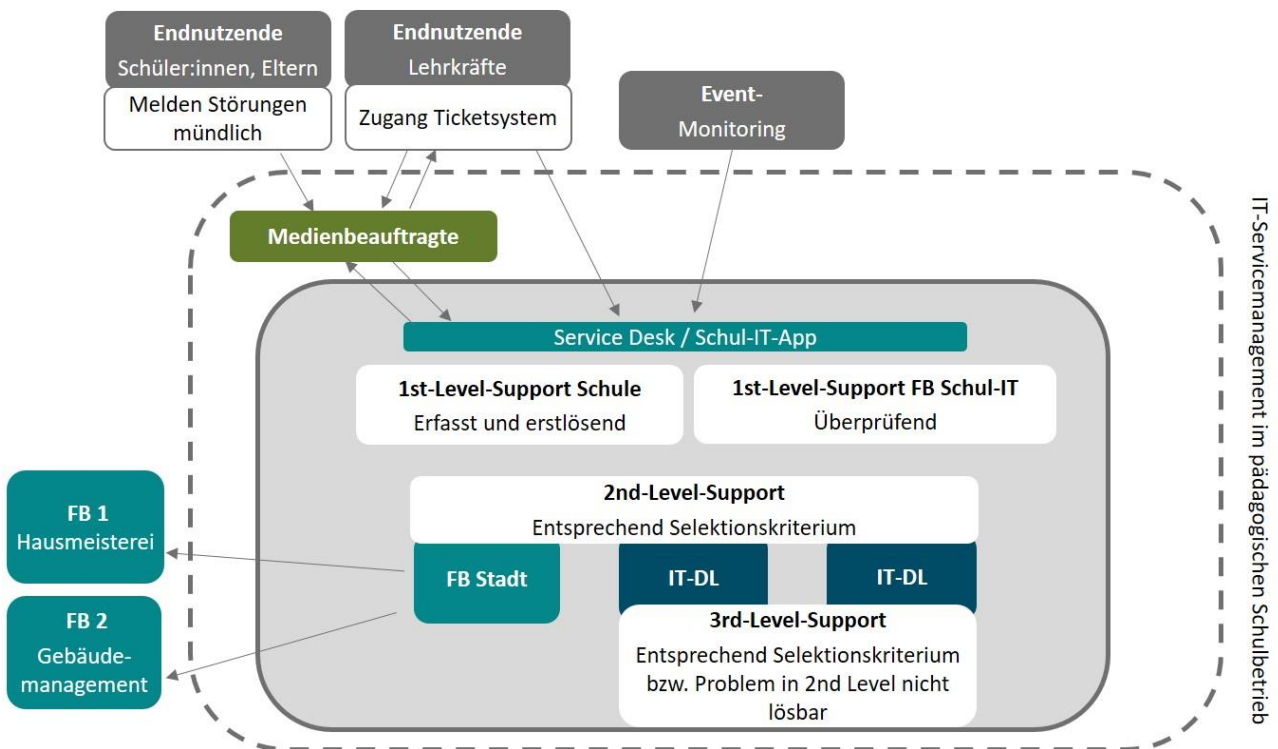 Endnutzende
Schüler:innen, Eltern
Melden Störungen
mündlich
Endnutzende
Lehrkräfte
Zugang Ticketsystem
Event-
Monitoring
Medienbeauftragte
Service Desk / Schul-IT-App
1st-Level-Support Schule
Erfasst und erstlösend
1st-Level-Support FB Schul-IT
Überprüfend
2nd-Level-Support
Entsprechend Selektionskriterium
FB Stadt
IT-DL
IT-DL
3rd-Level-Support
Entsprechend Selektionskriterium
bzw. Problem in 2nd Level nicht
lösbar
FB 1
Hausmeisterei
FB 2
Gebäude-
management
IT-Servicemanagement im pädagogischen Schulbetrieb